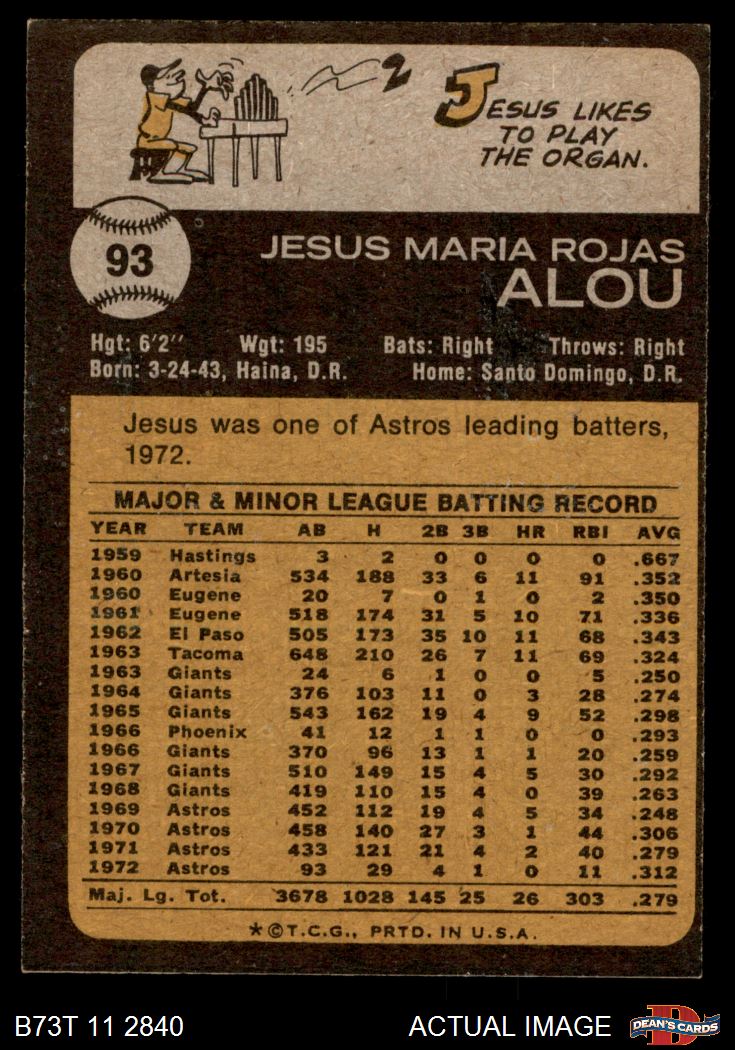 JESUS LIKES
TO PLAY
THE ORGAN.
93
JESUS MARIA ROJAS
ALOU
Hgt: 6'2" Wgt: 195 Bats: Right Throws: Right
Born: 3-24-43, Haina, D.R. Home: Santo Domingo, D.R.
Jesus was one of Astros leading batters,
1972.
MAJOR & MINOR LEAGUE BATTING RECORD
YEAR TEAM AB H 2B 3B HR RBI AVG
1959 Hastings 3 2 0 0 0 0 .667
1960 Artesia 534 188 33 6 11 91 .352
1960 Eugene 20 7 0 1 0 2 .350
1961 Eugene 518 174 31 5 10 71 .336
1962 El Paso 505 173 35 10 11 68 .343
1963 Tacoma 648 210 26 7 11 69 .324
1963 Giants 24 6 1 0 0 5 .250
1964 Giants 376 103 11 0 3 28 .274
1965 Giants 543 162 19 4 9 52 .298
1966 Phoenix 41 12 1 1 0 0 .293
1966 Giants 370 96 13 1 1 20 .259
1967 Giants 510 149 15 4 5 30 .292
1968 Giants 419 110 15 4 0 39 .263
1969 Astros 452 112 19 4 5 34 .248
1970 Astros 458 140 27 3 1 44 .306
1971 Astros 433 121 21 4 2 40 .279
1972 Astros 93 29 4 1 0 11 .312
Maj. Lg. Tot. 3678 1028 145 25 26 303 .279
*©T.C.G., PRTD. IN U.S.A.
B73T 11 2840 ACTUAL IMAGE D DEAN'S CARDS